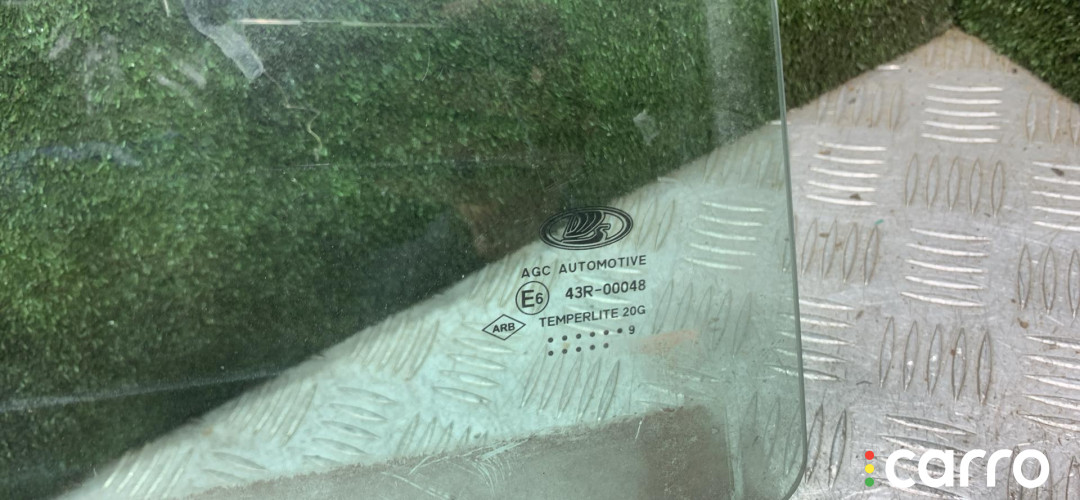 AGC AUTOMOTIVE
E6 43R-00048
ARB TEMPERLITE 20G
9
carro